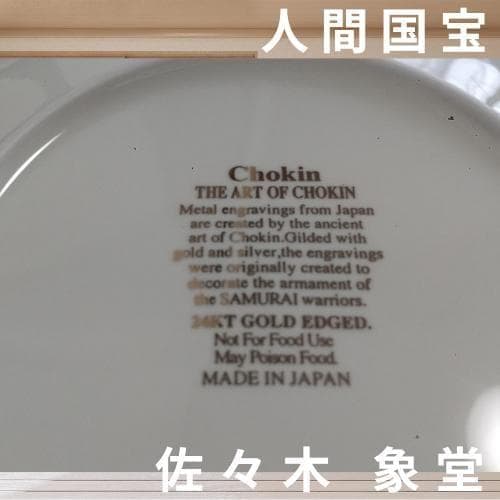 人間国宝
Chokin
THE ART OF CHOKIN
Metal engravings from Japan
are created by the ancient
art of Chokin.Gilded with
gold and silver,the engravings
were originally created to
decorate the armament of
the SAMURAI warriors.
24KT GOLD EDGED.
Not For Food Use
May Poison Food.
MADE IN JAPAN
佐々木 象堂